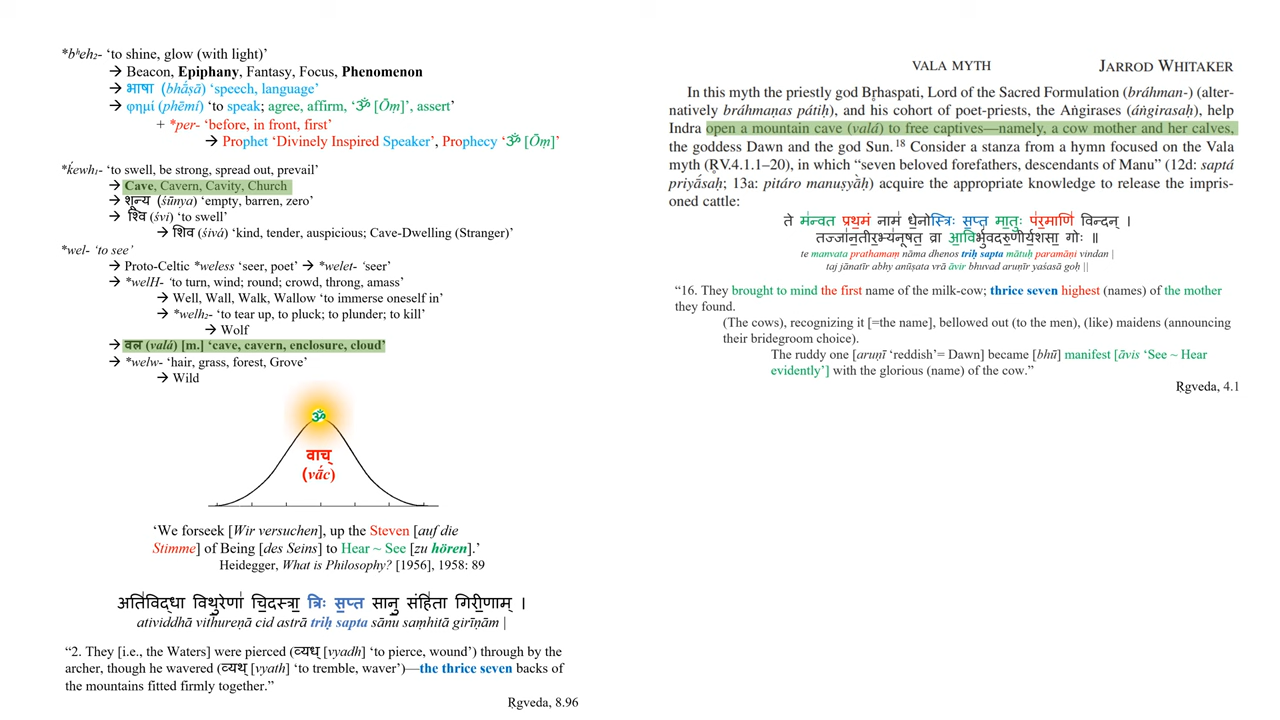 *bʰeh₂- ‘to shine, glow (with light)’
→ Beacon, Epiphany, Fantasy, Focus, Phenomenon
→ भाषा (bhā́ṣā) ‘speech, language’
→ φημί (phēmí) ‘to speak; agree, affirm, ‘ॐ [Ōṃ]’, assert’
+ *per- ‘before, in front, first’
→ Prophet ‘Divinely Inspired Speaker’, Prophecy ‘ॐ [Ōṃ]’
*ḱewh₁- ‘to swell, be strong, spread out, prevail’
→ Cave, Cavern, Cavity, Church
→ शून्य (śūnya) ‘empty, barren, zero’
→ श्वि (śvi) ‘to swell’
→ शिव (śivá) ‘kind, tender, auspicious; Cave-Dwelling (Stranger)’
*wel- ‘to see’
→ Proto-Celtic *weless ‘seer, poet’ → *welet- ‘seer’
→ *welH- ‘to turn, wind; round; crowd, throng, amass’
→ Well, Wall, Walk, Wallow ‘to immerse oneself in’
→ *welh₂- ‘to tear up, to pluck; to plunder; to kill’
→ Wolf
→ वल (valá) [m.] ‘cave, cavern, enclosure, cloud’
→ *welw- ‘hair, grass, forest, Grove’
→ Wild
ॐ
वाच्
(vā́c)
‘We forseek [Wir versuchen], up the Steven [auf die
Stimme] of Being [des Seins] to Hear ~ See [zu hören].’
Heidegger, What is Philosophy? [1956], 1958: 89
अति॑विद्धा विथु॒रेणा॑ चि॒दस्त्रा॒ त्रिः स॒प्त सानु॒ संहि॑ता गिरी॒णाम् ।
atividdhā vithureṇā cid astrā triḥ sapta sānu saṃhitā girīṇām |
“2. They [i.e., the Waters] were pierced (व्यध् [vyadh] ‘to pierce, wound’) through by the
archer, though he wavered (व्यथ् [vyath] ‘to tremble, waver’)—the thrice seven backs of
the mountains fitted firmly together.”
Ṛgveda, 8.96
VALA MYTH JARROD WHITAKER
In this myth the priestly god Bṛhaspati, Lord of the Sacred Formulation (bráhman-) (alter-
natively bráhmaṇas pátiḥ), and his cohort of poet-priests, the Aṅgirases (áṅgirasaḥ), help
Indra open a mountain cave (valá) to free captives—namely, a cow mother and her calves,
the goddess Dawn and the god Sun.¹⁸ Consider a stanza from a hymn focused on the Vala
myth (ṚV.4.1.1–20), in which “seven beloved forefathers, descendants of Manu” (12d: saptá
priyā́saḥ; 13a: pitáro manuṣyā̀ḥ) acquire the appropriate knowledge to release the impris-
oned cattle:
ते म॑न्वत प्रथ॒मं नाम॑ धे॒नोस्त्रिः स॒प्त मा॒तुः प॑र॒माणि॑ विन्दन् ।
तज्जा॑न॒तीर॒भ्य॑नूषत॒ व्रा आ॒विर्भु॑वदरु॒णीर्य॒शसा॒ गोः ॥
te manvata prathamaṃ nāma dhenos triḥ sapta mātuḥ paramāṇi vindan |
taj jānatīr abhy anūṣata vrā āvir bhuvad aruṇīr yaśasā goḥ ||
“16. They brought to mind the first name of the milk-cow; thrice seven highest (names) of the mother
they found.
(The cows), recognizing it [=the name], bellowed out (to the men), (like) maidens (announcing
their bridegroom choice).
The ruddy one [aruṇī ‘reddish’= Dawn] became [bhū] manifest [āvis ‘See ~ Hear
evidently’] with the glorious (name) of the cow.”
Ṛgveda, 4.1